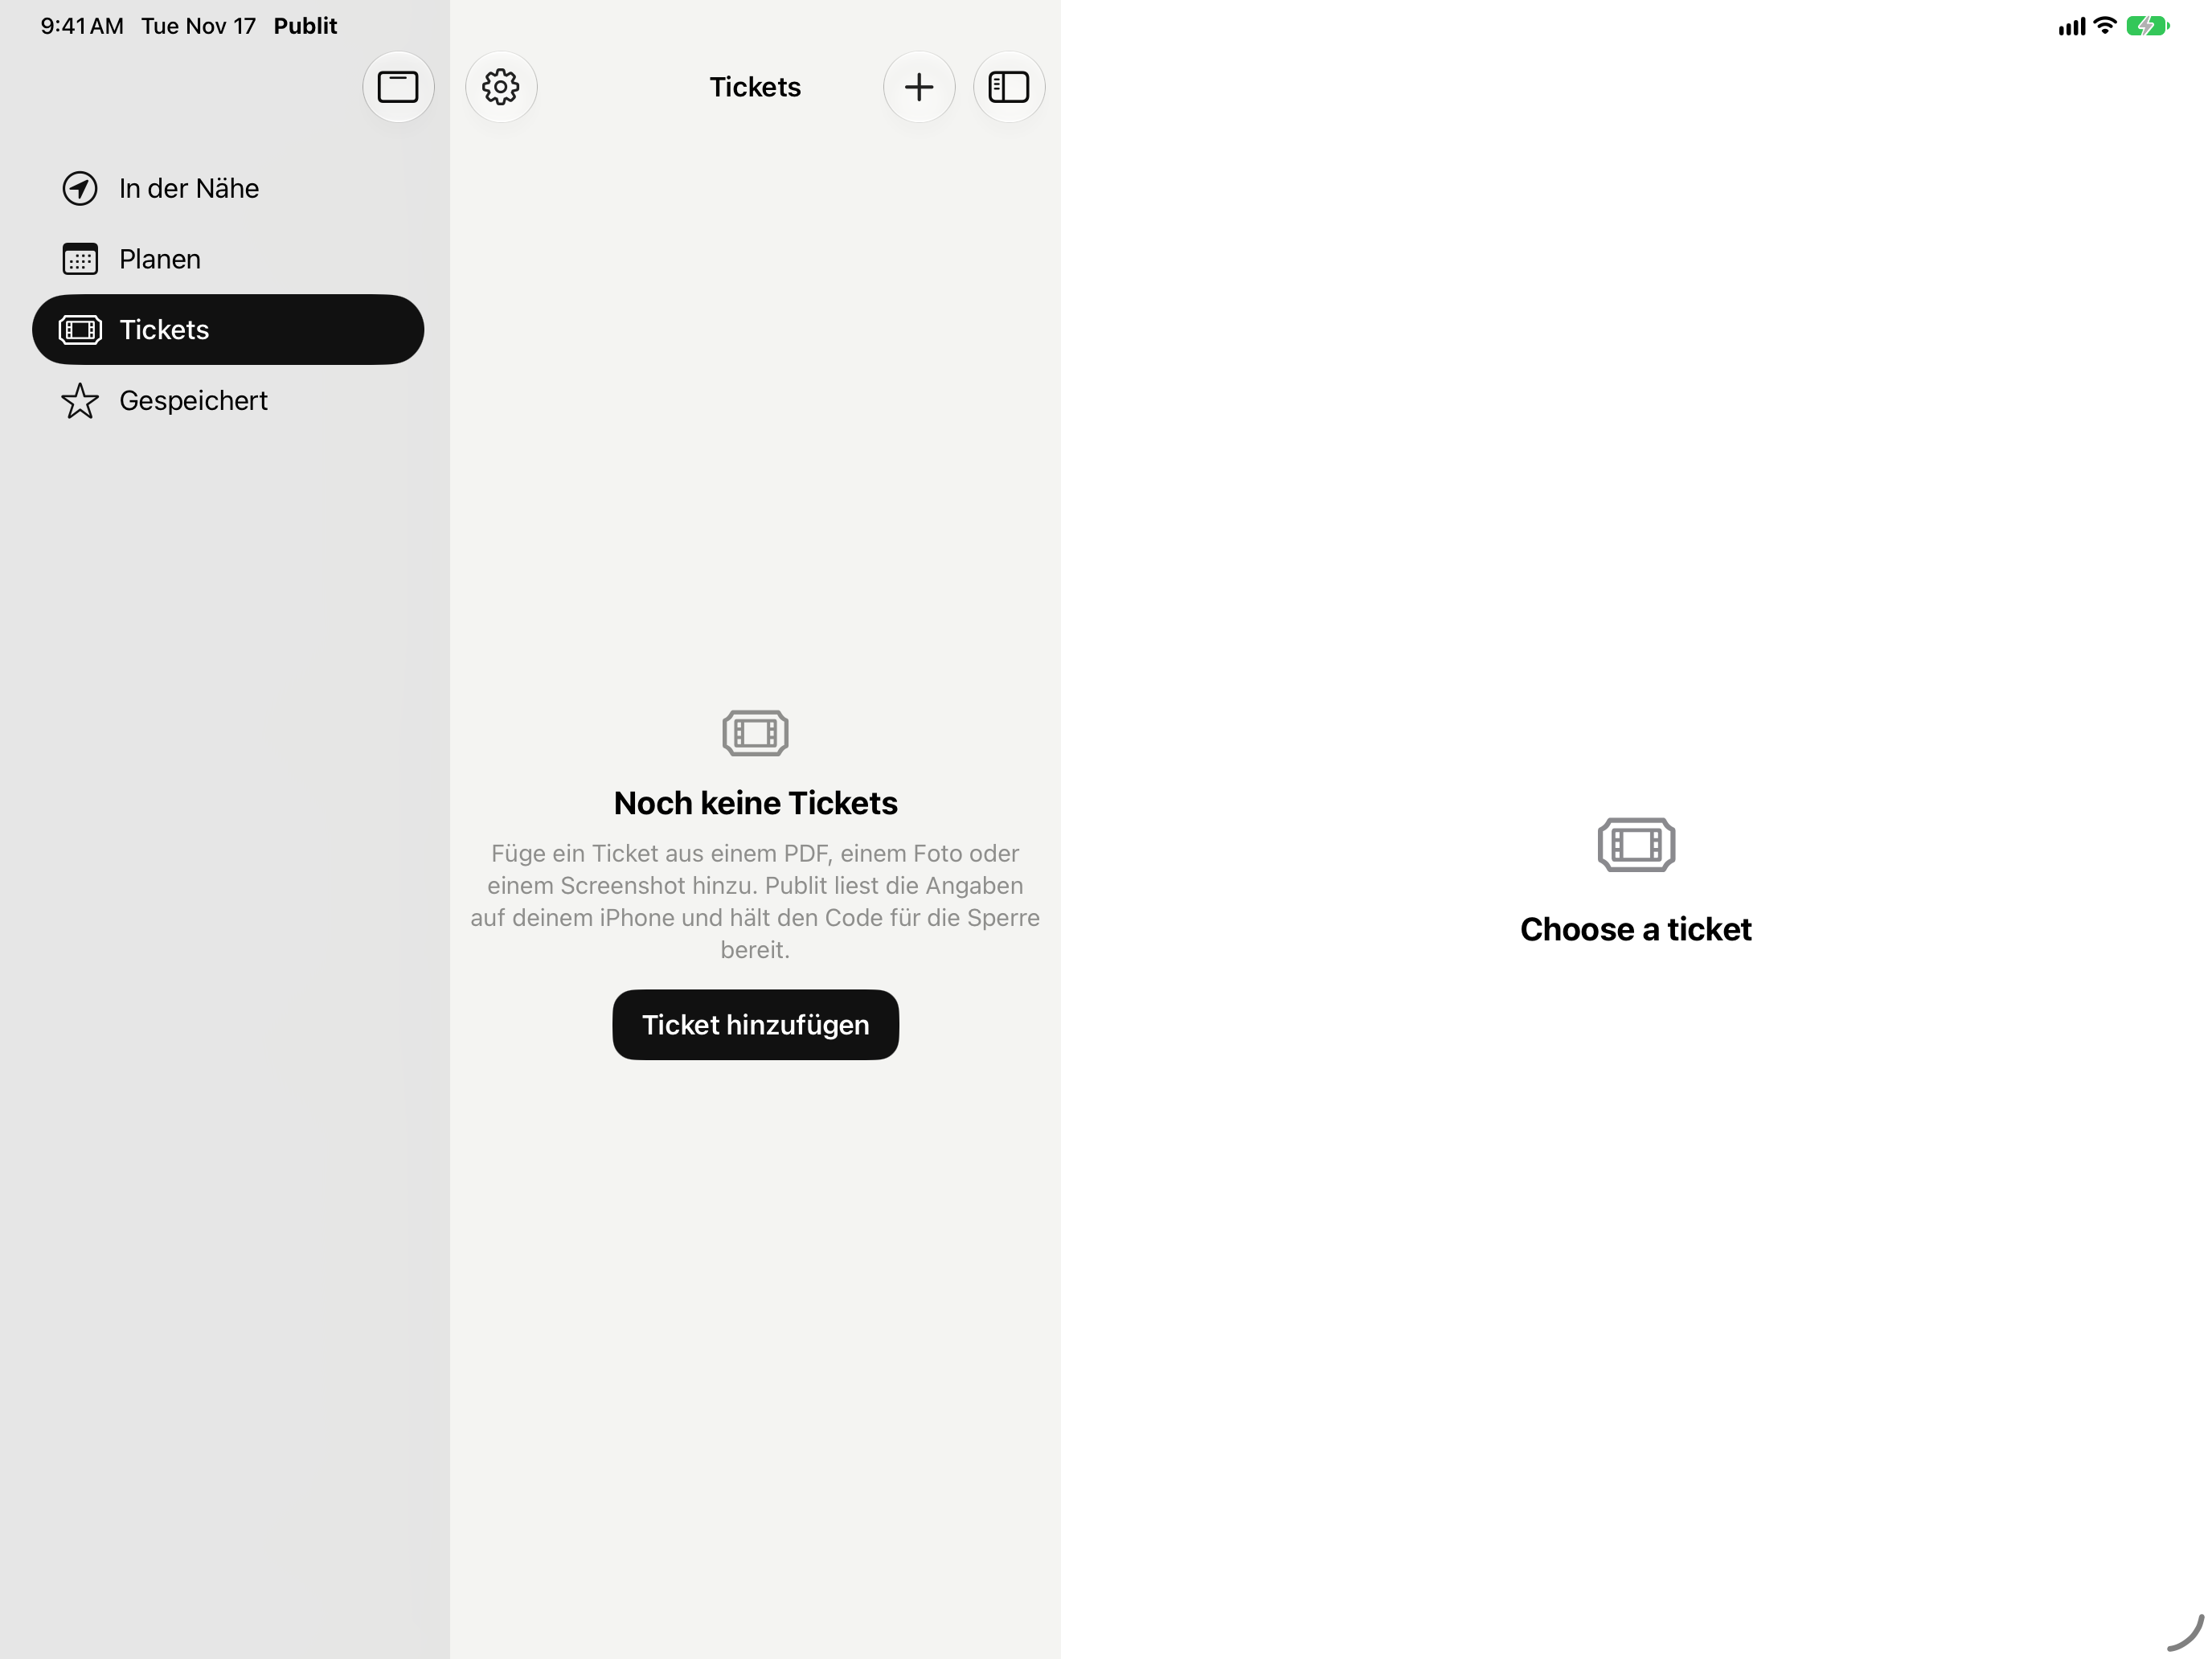 9:41 AM Tue Nov 17 Publit
In der Nähe
Planen
Tickets
Gespeichert
Tickets
Noch keine Tickets
Füge ein Ticket aus einem PDF, einem Foto oder
einem Screenshot hinzu. Publit liest die Angaben
auf deinem iPhone und hält den Code für die Sperre
bereit.
Ticket hinzufügen
Choose a ticket